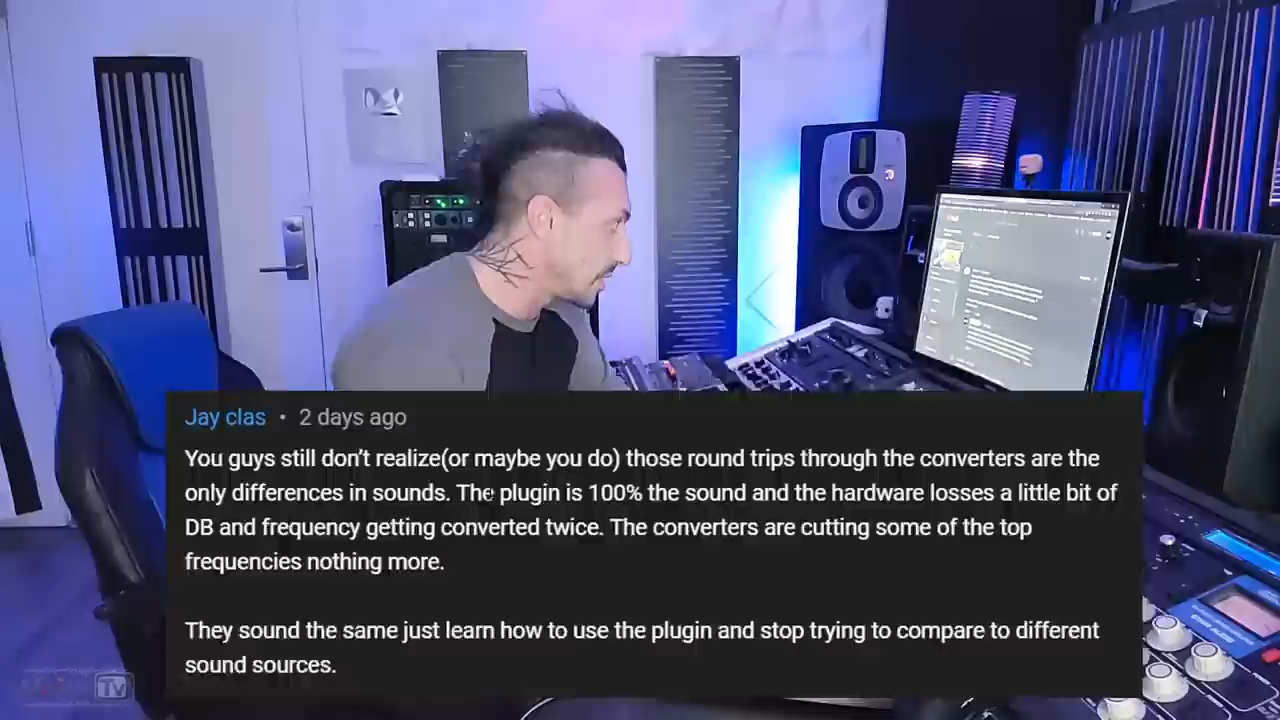 Jay clas • 2 days ago
You guys still don't realize(or maybe you do) those round trips through the converters are the
only differences in sounds. The plugin is 100% the sound and the hardware losses a little bit of
DB and frequency getting converted twice. The converters are cutting some of the top
frequencies nothing more.
They sound the same just learn how to use the plugin and stop trying to compare to different
sound sources.
Tv